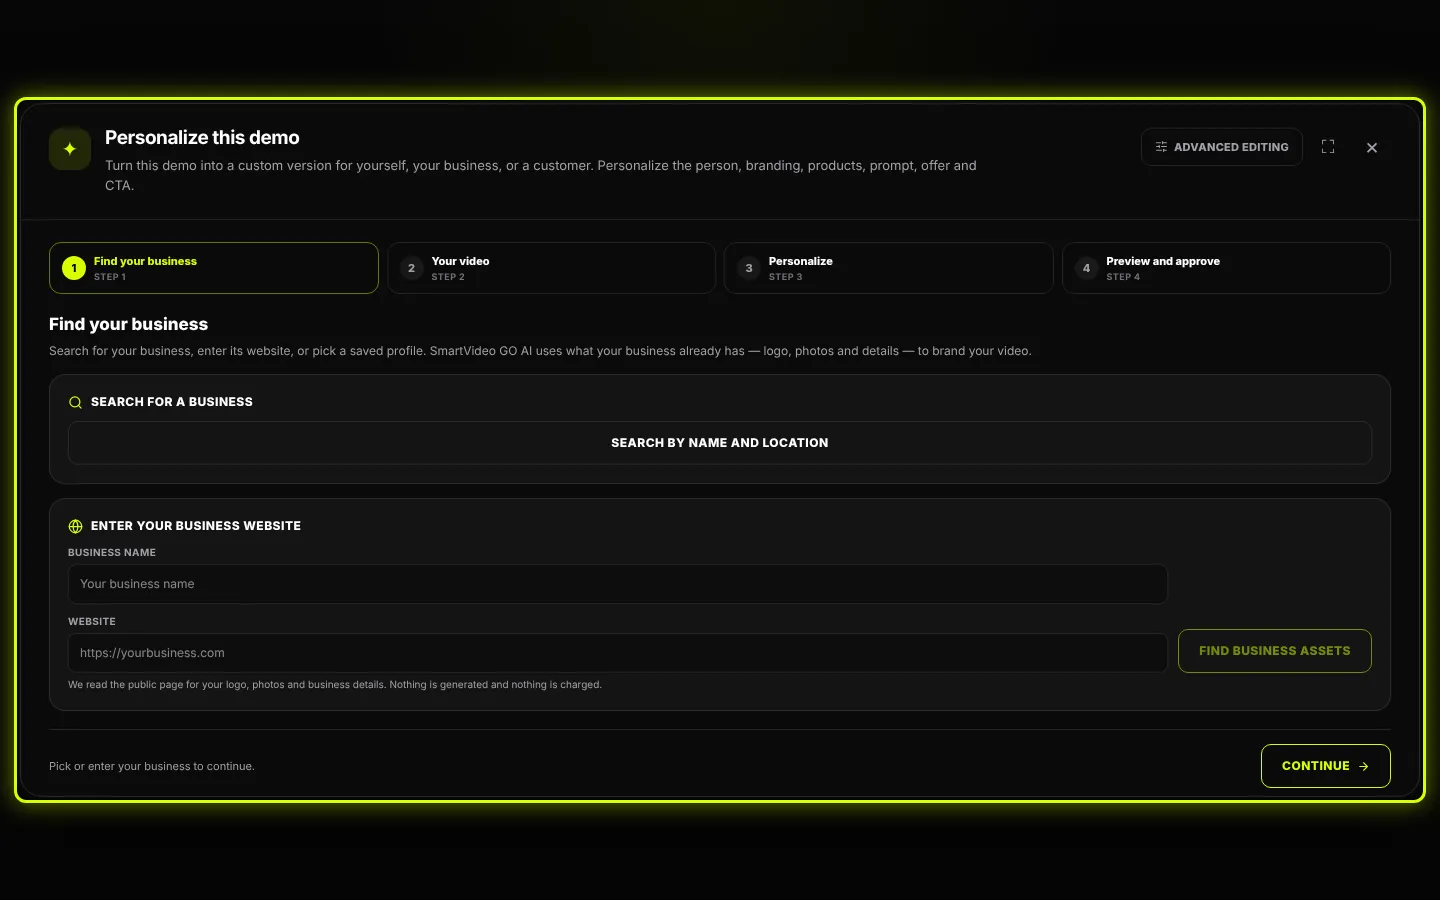 Personalize this demo
Turn this demo into a custom version for yourself, your business, or a customer. Personalize the person, branding, products, prompt, offer and
CTA.
ADVANCED EDITING
1
Find your business
STEP 1
2
Your video
STEP 2
3
Personalize
STEP 3
4
Preview and approve
STEP 4
Find your business
Search for your business, enter its website, or pick a saved profile. SmartVideo GO AI uses what your business already has — logo, photos and details — to brand your video.
SEARCH FOR A BUSINESS
SEARCH BY NAME AND LOCATION
ENTER YOUR BUSINESS WEBSITE
BUSINESS NAME
Your business name
WEBSITE
https://yourbusiness.com
FIND BUSINESS ASSETS
We read the public page for your logo, photos and business details. Nothing is generated and nothing is charged.
Pick or enter your business to continue.
CONTINUE